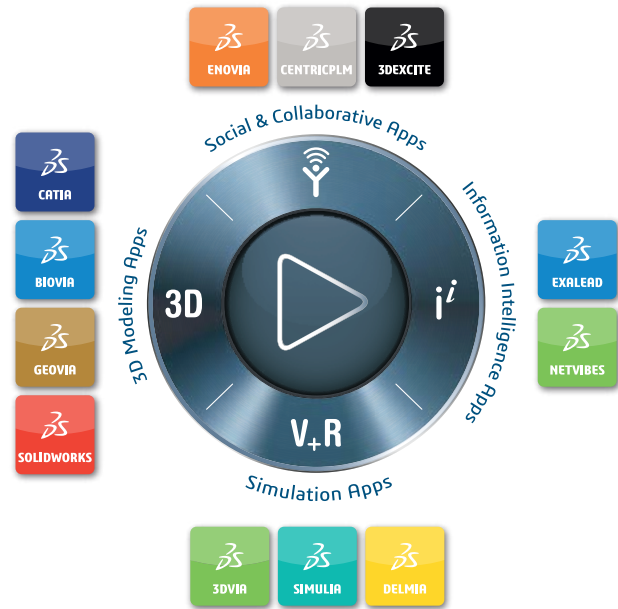 ENOVIA
CENTRICPLM
3DEXCITE
Social & Collaborative Apps
CATIA
BIOVIA
GEOVIA
SOLIDWORKS
3D Modeling Apps
3D
iⁱ
V+R
Information Intelligence Apps
EXALEAD
NETVIBES
Simulation Apps
3DVIA
SIMULIA
DELMIA